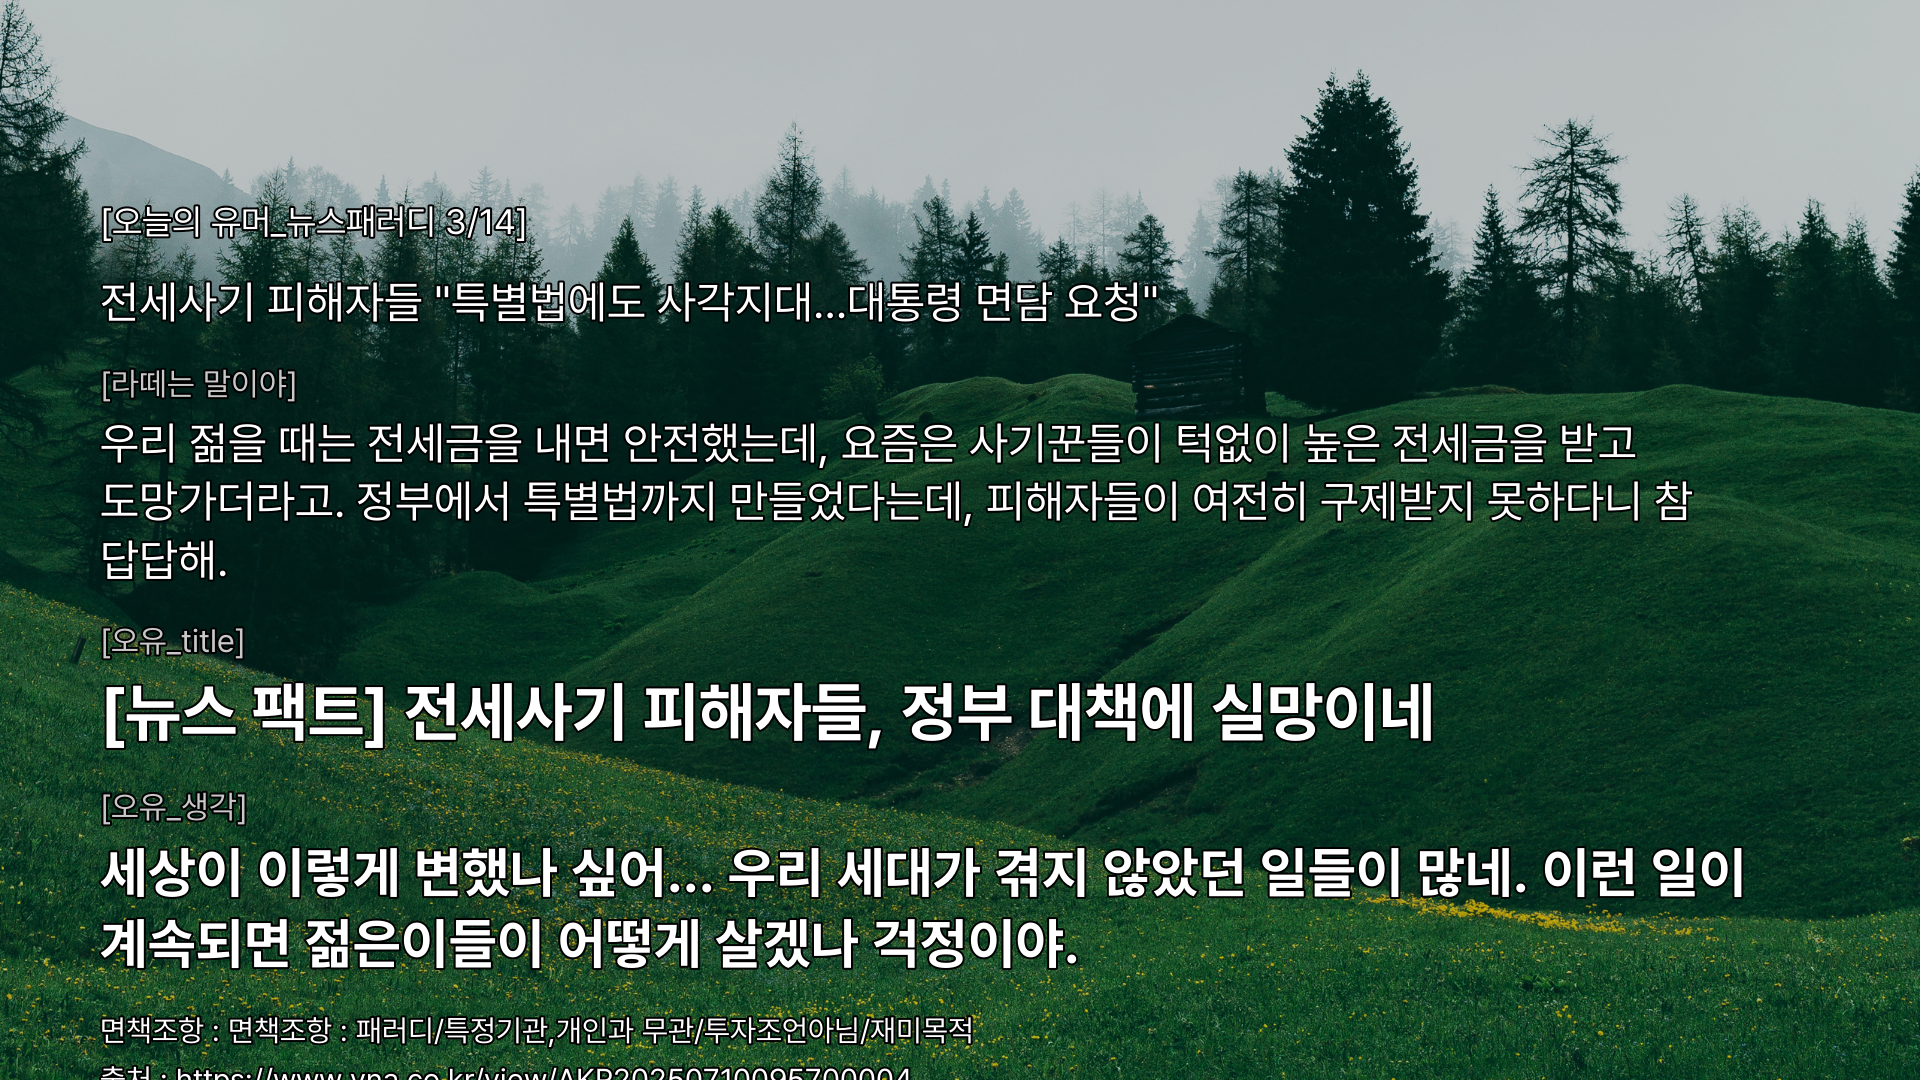 [오늘의 유머_뉴스패러디 3/14]
전세사기 피해자들 "특별법에도 사각지대…대통령 면담 요청"
[라떼는 말이야]
우리 젊을 때는 전세금을 내면 안전했는데, 요즘은 사기꾼들이 턱없이 높은 전세금을 받고
도망가더라고. 정부에서 특별법까지 만들었다는데, 피해자들이 여전히 구제받지 못하다니 참
답답해.
[오유_title]
[뉴스 팩트] 전세사기 피해자들, 정부 대책에 실망이네
[오유_생각]
세상이 이렇게 변했나 싶어... 우리 세대가 겪지 않았던 일들이 많네. 이런 일이
계속되면 젊은이들이 어떻게 살겠나 걱정이야.
면책조항 : 면책조항 : 패러디/특정기관,개인과 무관/투자조언아님/재미목적
출처 : https://www.yna.co.kr/view/AKR20250710095700004